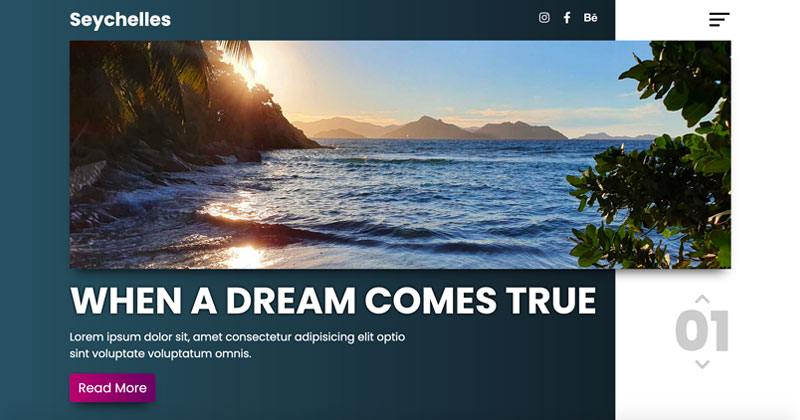 Seychelles
Bē
WHEN A DREAM COMES TRUE
Lorem ipsum dolor sit, amet consectetur adipisicing elit optio
sint voluptate voluptatum omnis.
01
Read More